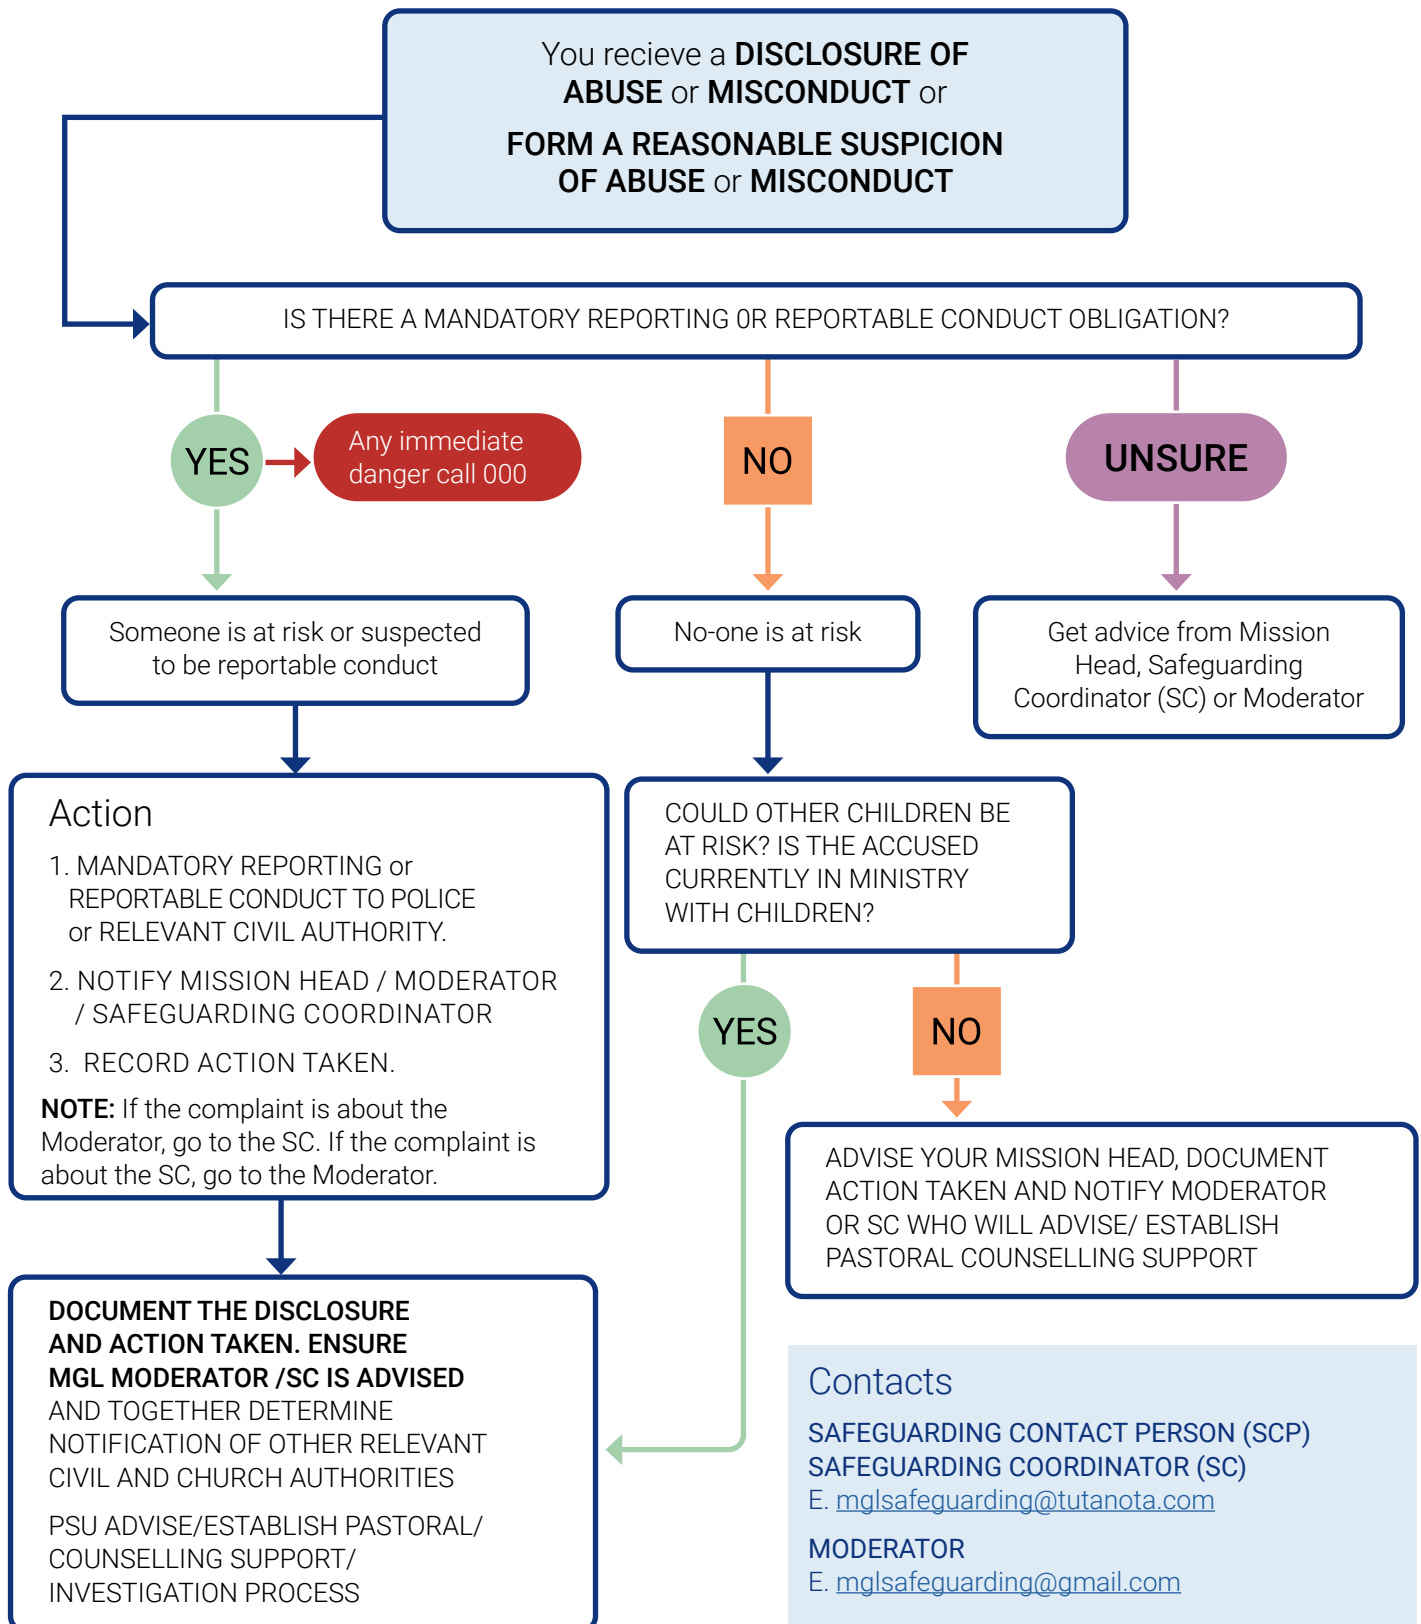 You recieve a DISCLOSURE OF
ABUSE or MISCONDUCT or
FORM A REASONABLE SUSPICION
OF ABUSE or MISCONDUCT
IS THERE A MANDATORY REPORTING 0R REPORTABLE CONDUCT OBLIGATION?
YES
Any immediate
danger call 000
NO
UNSURE
Someone is at risk or suspected
to be reportable conduct
No-one is at risk
Get advice from Mission
Head, Safeguarding
Coordinator (SC) or Moderator
Action
1. MANDATORY REPORTING or
REPORTABLE CONDUCT TO POLICE
or RELEVANT CIVIL AUTHORITY.
2. NOTIFY MISSION HEAD / MODERATOR
/ SAFEGUARDING COORDINATOR
3. RECORD ACTION TAKEN.
NOTE: If the complaint is about the
Moderator, go to the SC. If the complaint is
about the SC, go to the Moderator.
COULD OTHER CHILDREN BE
AT RISK? IS THE ACCUSED
CURRENTLY IN MINISTRY
WITH CHILDREN?
YES
NO
ADVISE YOUR MISSION HEAD, DOCUMENT
ACTION TAKEN AND NOTIFY MODERATOR
OR SC WHO WILL ADVISE/ ESTABLISH
PASTORAL COUNSELLING SUPPORT
DOCUMENT THE DISCLOSURE
AND ACTION TAKEN. ENSURE
MGL MODERATOR /SC IS ADVISED
AND TOGETHER DETERMINE
NOTIFICATION OF OTHER RELEVANT
CIVIL AND CHURCH AUTHORITIES
PSU ADVISE/ESTABLISH PASTORAL/
COUNSELLING SUPPORT/
INVESTIGATION PROCESS
Contacts
SAFEGUARDING CONTACT PERSON (SCP)
SAFEGUARDING COORDINATOR (SC)
E. mglsafeguarding@tutanota.com
MODERATOR
E. mglsafeguarding@gmail.com